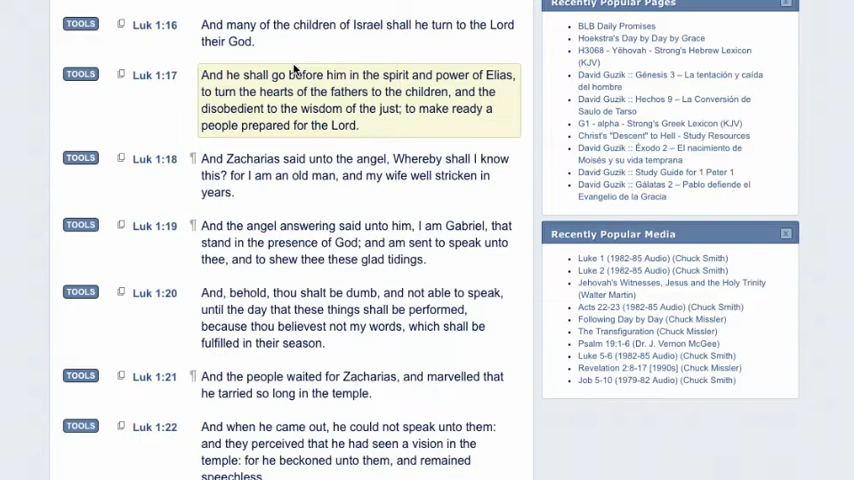 TOOLS Luk 1:16 And many of the children of Israel shall he turn to the Lord
their God.
TOOLS Luk 1:17 And he shall go before him in the spirit and power of Elias,
to turn the hearts of the fathers to the children, and the
disobedient to the wisdom of the just; to make ready a
people prepared for the Lord.
TOOLS Luk 1:18 ¶ And Zacharias said unto the angel, Whereby shall I know
this? for I am an old man, and my wife well stricken in
years.
TOOLS Luk 1:19 ¶ And the angel answering said unto him, I am Gabriel, that
stand in the presence of God; and am sent to speak unto
thee, and to shew thee these glad tidings.
TOOLS Luk 1:20 And, behold, thou shalt be dumb, and not able to speak,
until the day that these things shall be performed,
because thou believest not my words, which shall be
fulfilled in their season.
TOOLS Luk 1:21 ¶ And the people waited for Zacharias, and marvelled that
he tarried so long in the temple.
TOOLS Luk 1:22 And when he came out, he could not speak unto them:
and they perceived that he had seen a vision in the
temple: for he beckoned unto them, and remained
speechless.
Recently Popular Pages x
BLB Daily Promises
Hoekstra's Day by Day by Grace
H3068 - Yĕhovah - Strong's Hebrew Lexicon
(KJV)
David Guzik :: Génesis 3 – La tentación y caída
del hombre
David Guzik :: Hechos 9 – La Conversión de
Saulo de Tarso
G1 - alpha - Strong's Greek Lexicon (KJV)
Christ's "Descent" to Hell - Study Resources
David Guzik :: Éxodo 2 – El nacimiento de
Moisés y su vida temprana
David Guzik :: Study Guide for 1 Peter 1
David Guzik :: Gálatas 2 – Pablo defiende el
Evangelio de la Gracia
Recently Popular Media x
Luke 1 (1982-85 Audio) (Chuck Smith)
Luke 2 (1982-85 Audio) (Chuck Smith)
Jehovah's Witnesses, Jesus and the Holy Trinity
(Walter Martin)
Acts 22-23 (1982-85 Audio) (Chuck Smith)
Following Day by Day (Chuck Missler)
The Transfiguration (Chuck Missler)
Psalm 19:1-6 (Dr. J. Vernon McGee)
Luke 5-6 (1982-85 Audio) (Chuck Smith)
Revelation 2:8-17 [1990s] (Chuck Missler)
Job 5-10 (1979-82 Audio) (Chuck Smith)